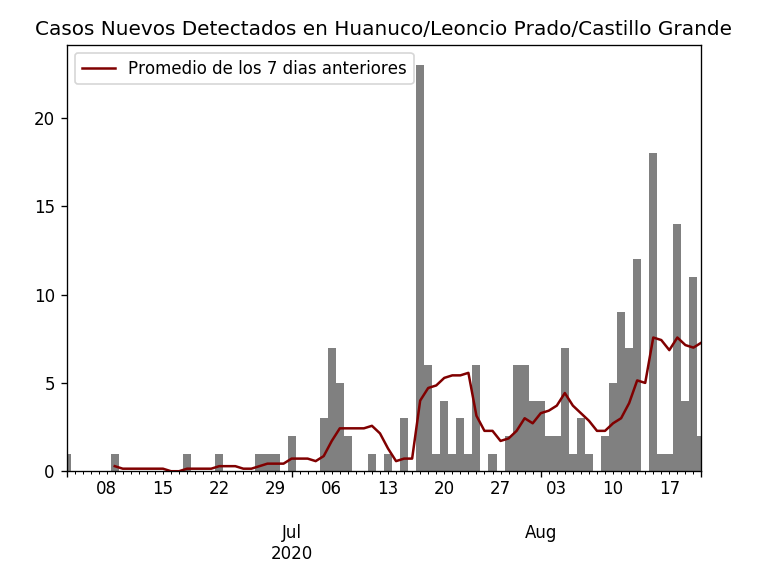 Casos Nuevos Detectados en Huanuco/Leoncio Prado/Castillo Grande
Promedio de los 7 dias anteriores
20
15
10
5
0
08 15 22 29 06 13 20 27 03 10 17
Jul Aug
2020